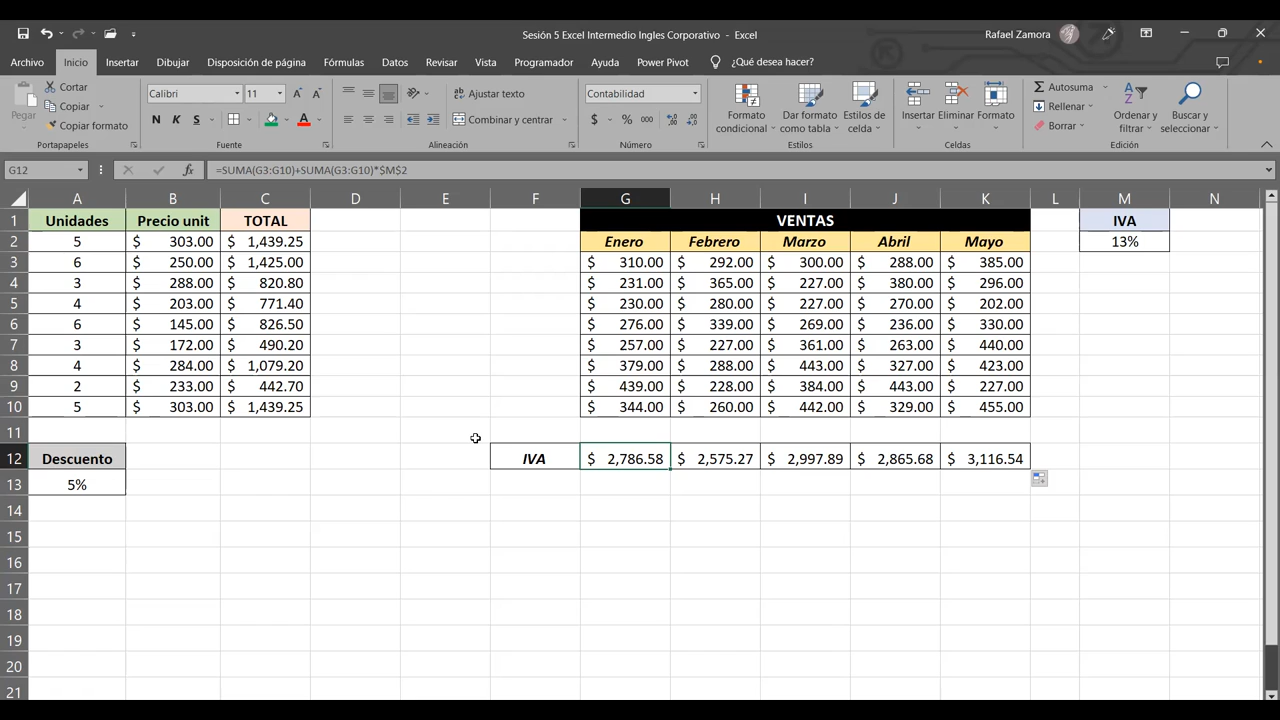 Sesión 5 Excel Intermedio Ingles Corporativo - Excel
Rafael Zamora
Archivo Inicio Insertar Dibujar Disposición de página Fórmulas Datos Revisar Vista Programador Ayuda Power Pivot ¿Qué desea hacer?
Pegar
Cortar
Copiar
Copiar formato
Portapapeles
Calibri 11
N K S
Fuente
Ajustar texto
Combinar y centrar
Alineación
Contabilidad
$ % 000
Número
Formato condicional
Dar formato como tabla
Estilos de celda
Estilos
Insertar Eliminar Formato
Celdas
Autosuma
Rellenar
Borrar
Ordenar y filtrar
Buscar y seleccionar
Edición
G12 fx =SUMA(G3:G10)+SUMA(G3:G10)*$M$2
A B C D E F G H I J K L M N
1 Unidades Precio unit TOTAL VENTAS IVA
2 5 $ 303.00 $ 1,439.25 Enero Febrero Marzo Abril Mayo 13%
3 6 $ 250.00 $ 1,425.00 $ 310.00 $ 292.00 $ 300.00 $ 288.00 $ 385.00
4 3 $ 288.00 $ 820.80 $ 231.00 $ 365.00 $ 227.00 $ 380.00 $ 296.00
5 4 $ 203.00 $ 771.40 $ 230.00 $ 280.00 $ 227.00 $ 270.00 $ 202.00
6 6 $ 145.00 $ 826.50 $ 276.00 $ 339.00 $ 269.00 $ 236.00 $ 330.00
7 3 $ 172.00 $ 490.20 $ 257.00 $ 227.00 $ 361.00 $ 263.00 $ 440.00
8 4 $ 284.00 $ 1,079.20 $ 379.00 $ 288.00 $ 443.00 $ 327.00 $ 423.00
9 2 $ 233.00 $ 442.70 $ 439.00 $ 228.00 $ 384.00 $ 443.00 $ 227.00
10 5 $ 303.00 $ 1,439.25 $ 344.00 $ 260.00 $ 442.00 $ 329.00 $ 455.00
11
12 Descuento IVA $ 2,786.58 $ 2,575.27 $ 2,997.89 $ 2,865.68 $ 3,116.54
13 5%
14
15
16
17
18
19
20
21